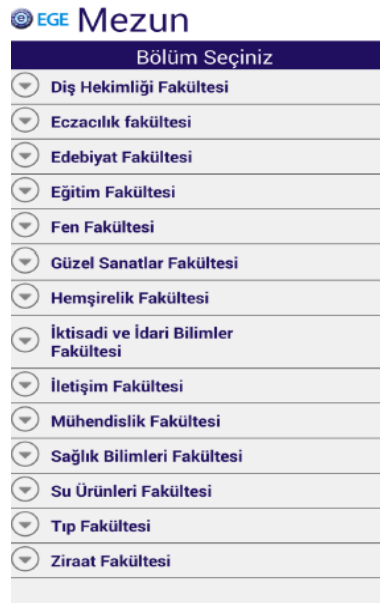 e EGE Mezun
Bölüm Seçiniz
Diş Hekimliği Fakültesi
Eczacılık fakültesi
Edebiyat Fakültesi
Eğitim Fakültesi
Fen Fakültesi
Güzel Sanatlar Fakültesi
Hemşirelik Fakültesi
İktisadi ve İdari Bilimler
Fakültesi
İletişim Fakültesi
Mühendislik Fakültesi
Sağlık Bilimleri Fakültesi
Su Ürünleri Fakültesi
Tıp Fakültesi
Ziraat Fakültesi